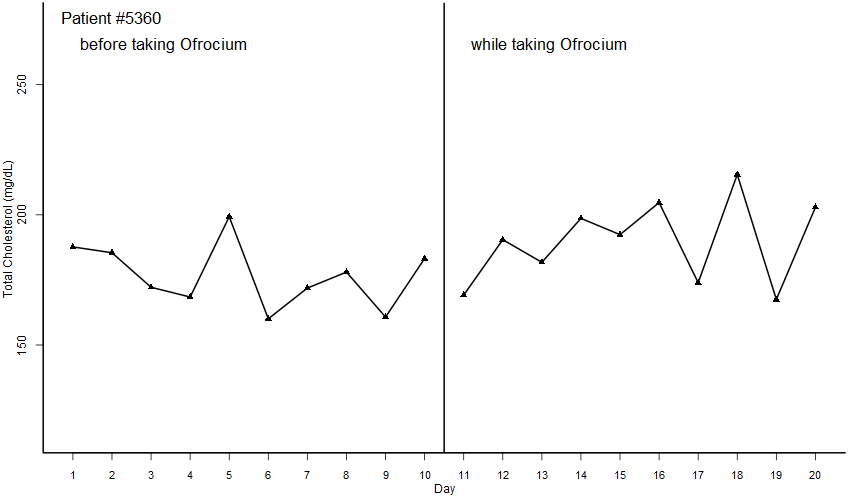 Patient #5360
before taking Ofrocium
while taking Ofrocium
Total Cholesterol (mg/dL)
250
200
150
1 2 3 4 5 6 7 8 9 10 11 12 13 14 15 16 17 18 19 20
Day